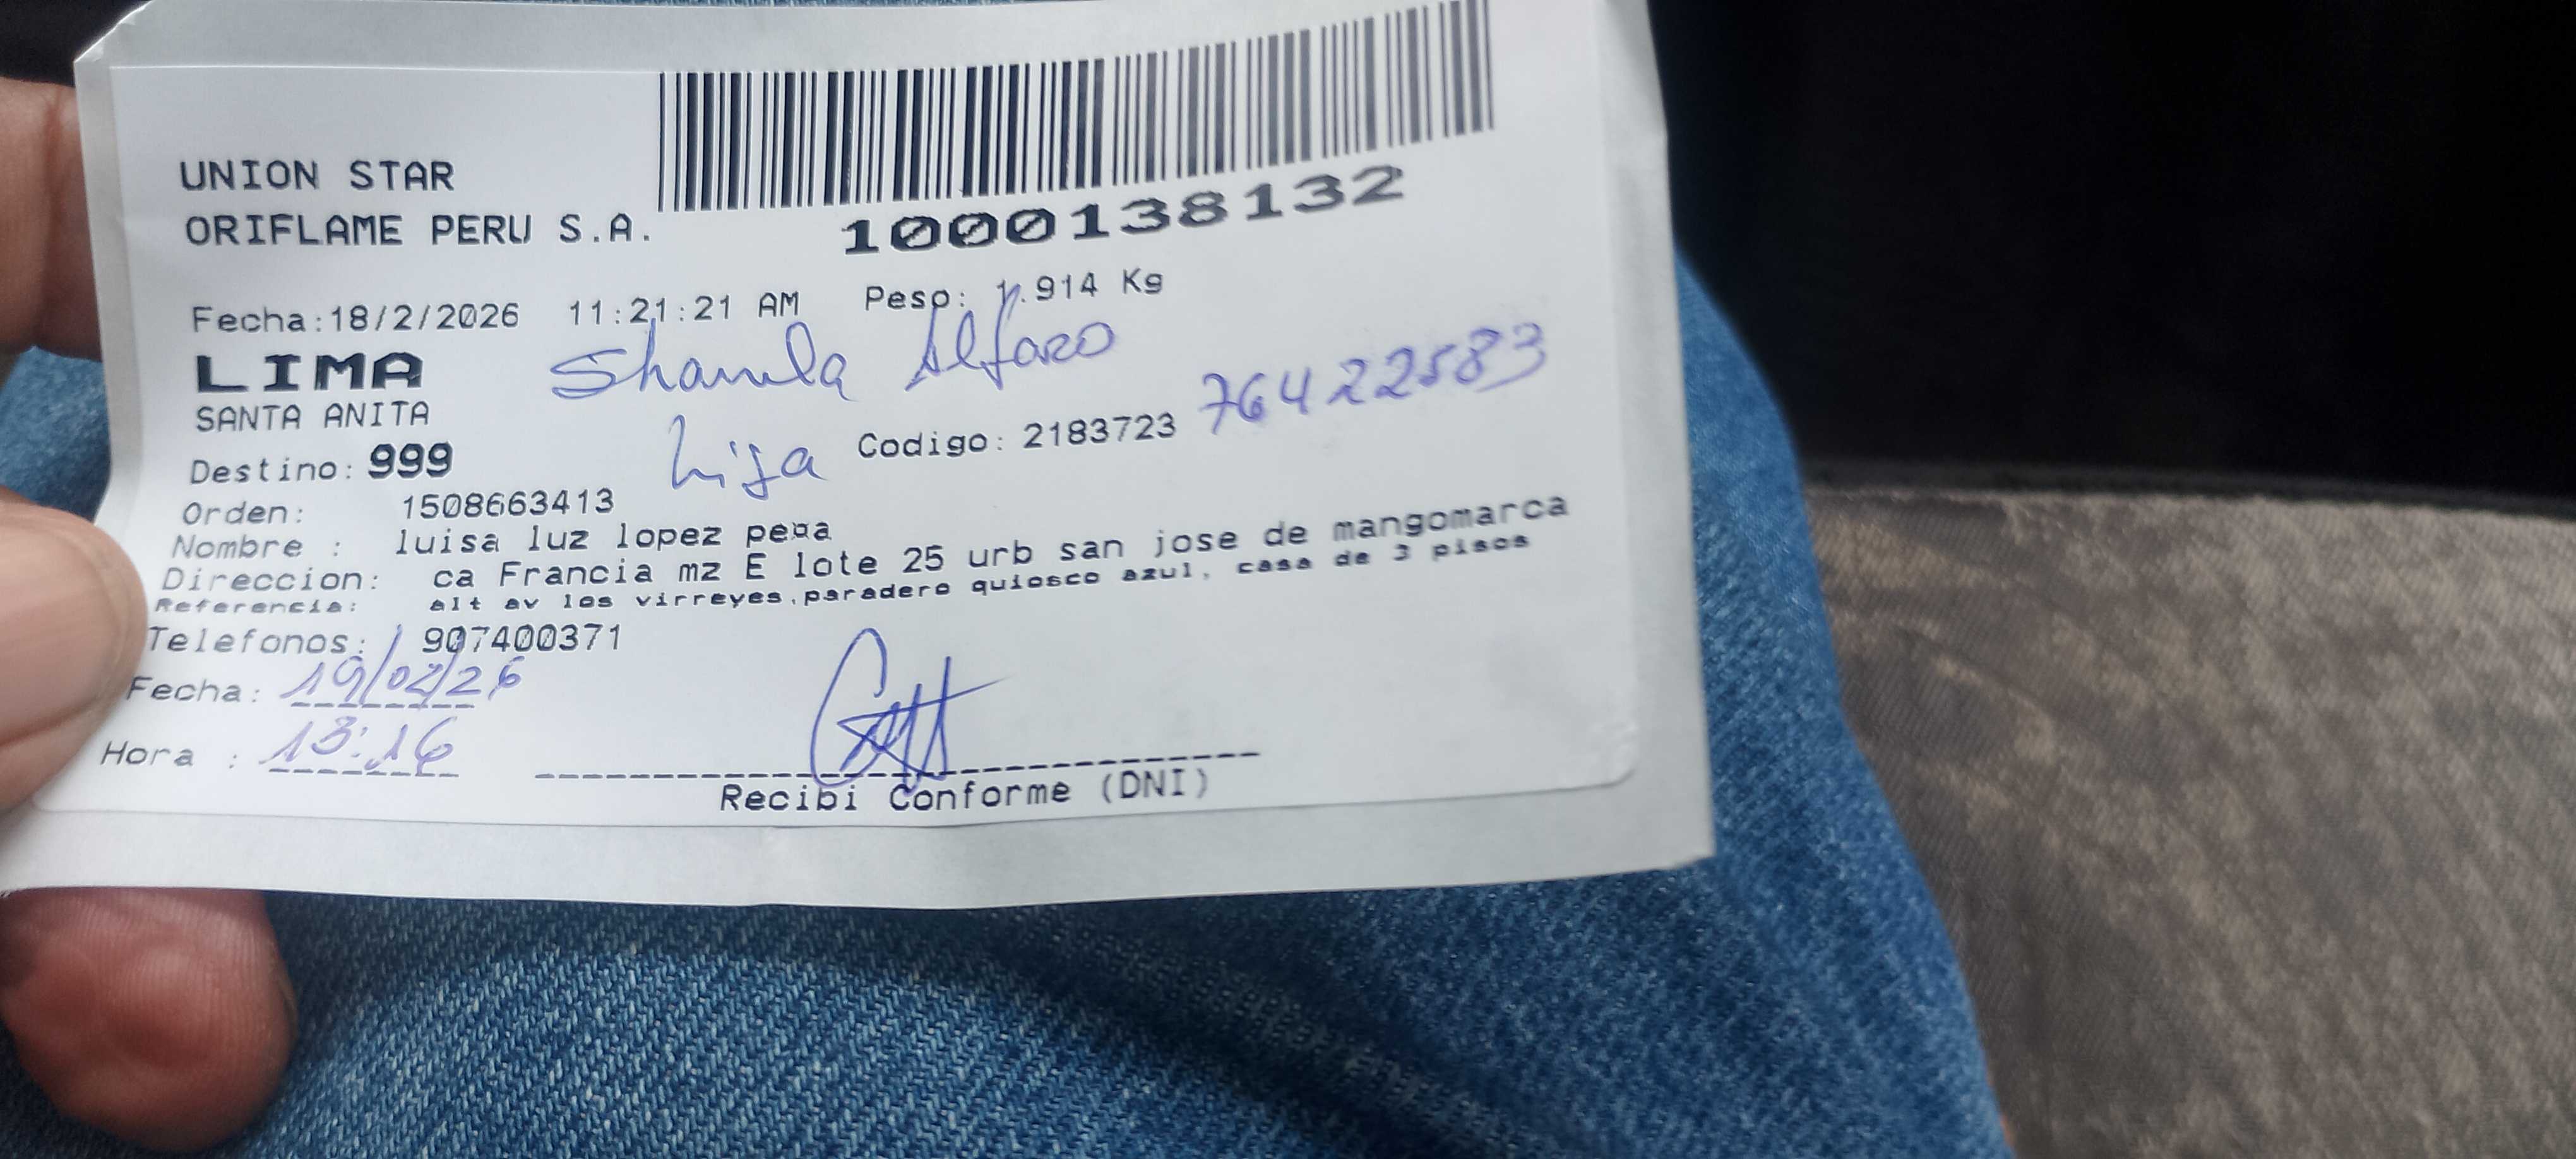 UNION STAR
ORIFLAME PERU S.A.
1000138132
Fecha:18/2/2026 11:21:21 AM Peso: 1.914 Kg
LIMA Alfaro
SANTA ANITA
Codigo: 2183723 76422583
Destino: 999 hija
Orden: 1508663413
Nombre : luisa luz lopez
Direccion: ca Francia mz E lote 25 urb san jose de mangomarca
Referencia: alt av los virreyes,paradero quiosco azul, casa de 3 pisos
Telefonos: 907400371
Fecha: 19/02/26
Hora : 13:16
Recibi Conforme (DNI)